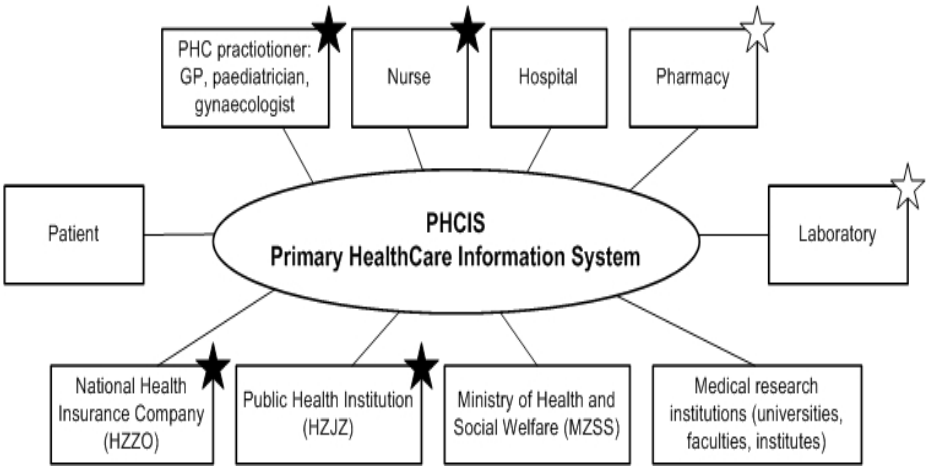 PHC practiotioner:
GP, paediatrician,
gynaecologist
Nurse
Hospital
Pharmacy
Patient
PHCIS
Primary HealthCare Information System
Laboratory
National Health
Insurance Company
(HZZO)
Public Health Institution
(HZJZ)
Ministry of Health and
Social Welfare (MZSS)
Medical research
institutions (universities,
faculties, institutes)